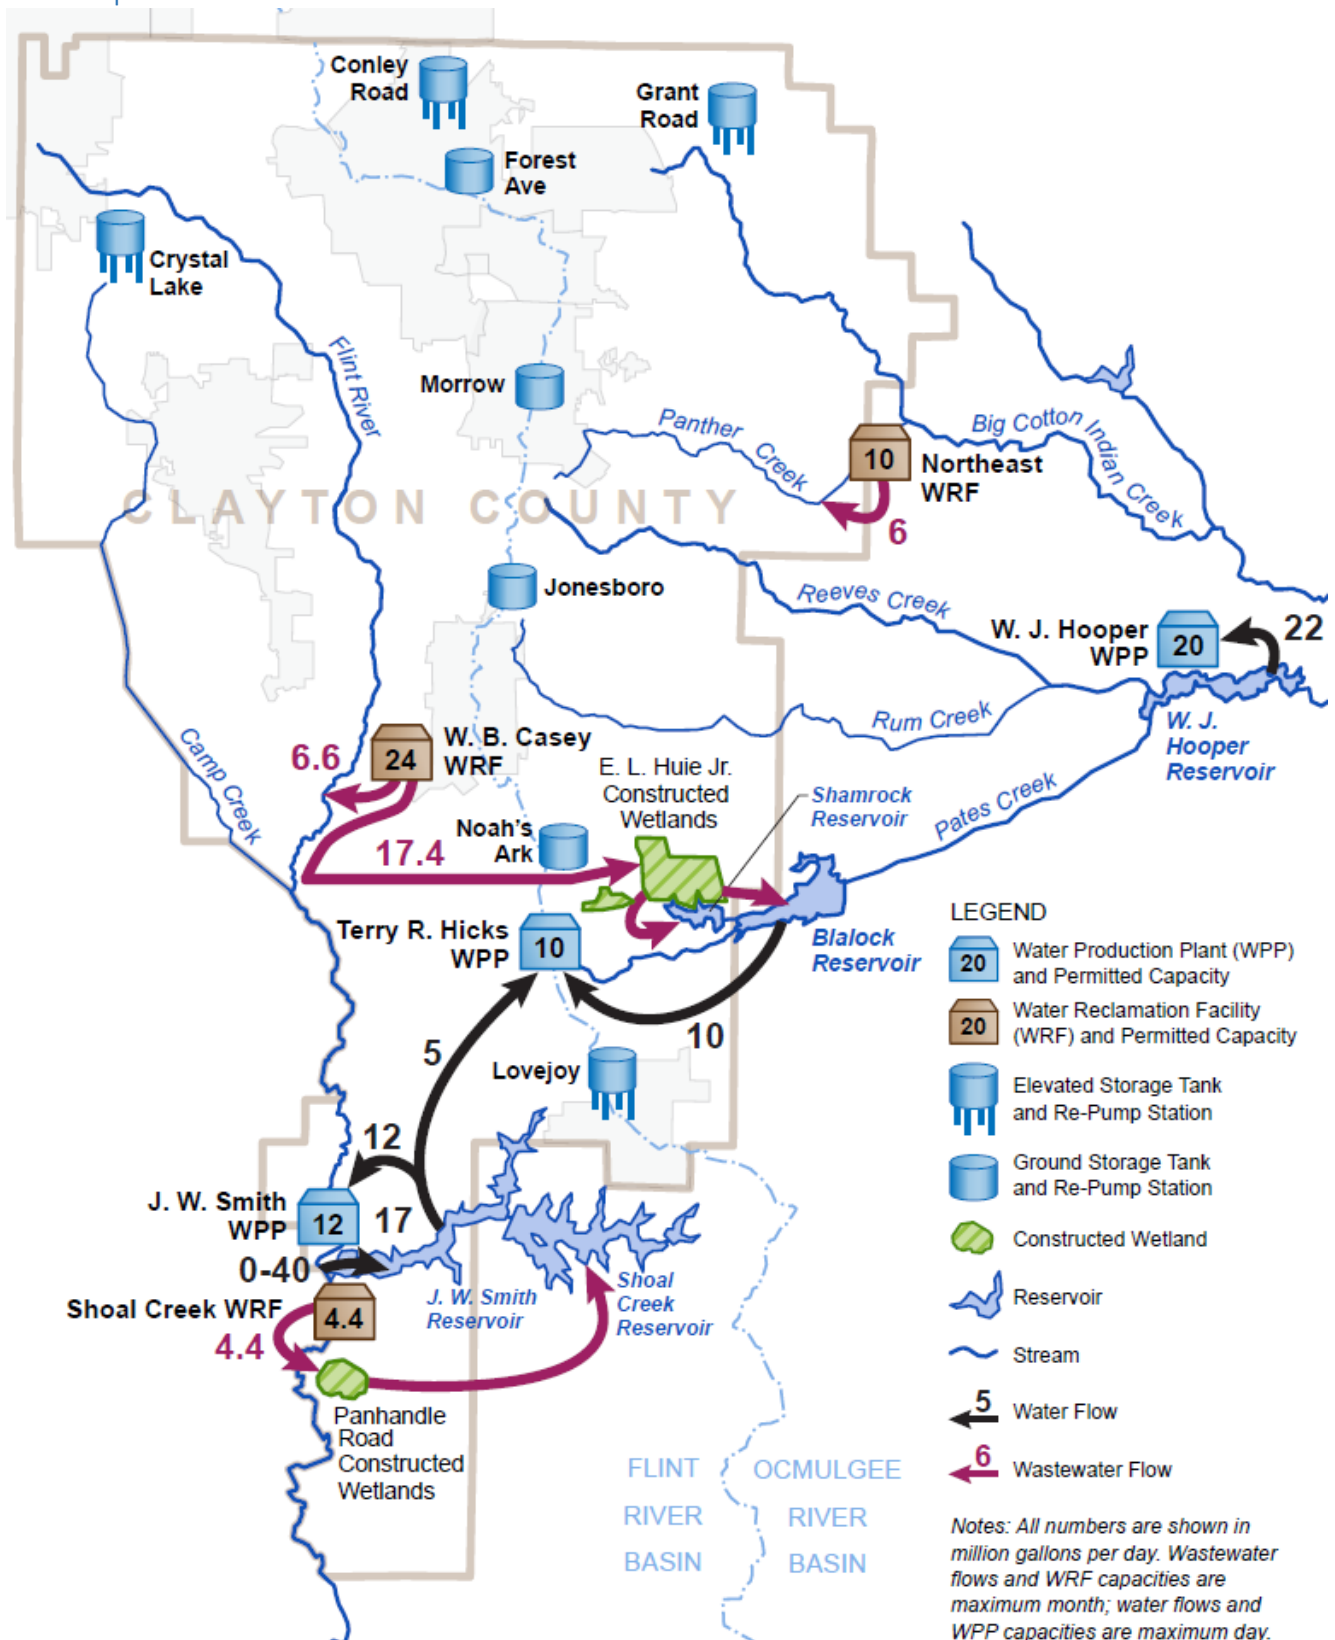 Conley
Road
Grant
Road
Forest
Ave
Crystal
Lake
Flint River
Morrow
Panther Creek
Big Cotton Indian Creek
10
Northeast
WRF
6
CLAYTON COUNTY
Jonesboro
Reeves Creek
W. J. Hooper
WPP
20
22
Rum Creek
W. J.
Hooper
Reservoir
Camp Creek
6.6
24
W. B. Casey
WRF
E. L. Huie Jr.
Constructed
Wetlands
Shamrock
Reservoir
Pates Creek
Noah's
Ark
17.4
Terry R. Hicks
WPP
10
Blalock
Reservoir
10
5
Lovejoy
12
J. W. Smith
WPP
12
17
0-40
Shoal Creek WRF
4.4
4.4
J. W. Smith
Reservoir
Shoal
Creek
Reservoir
Panhandle
Road
Constructed
Wetlands
FLINT
RIVER
BASIN
OCMULGEE
RIVER
BASIN
LEGEND
20
Water Production Plant (WPP)
and Permitted Capacity
20
Water Reclamation Facility
(WRF) and Permitted Capacity
Elevated Storage Tank
and Re-Pump Station
Ground Storage Tank
and Re-Pump Station
Constructed Wetland
Reservoir
Stream
5
Water Flow
6
Wastewater Flow
Notes: All numbers are shown in
million gallons per day. Wastewater
flows and WRF capacities are
maximum month; water flows and
WPP capacities are maximum day.